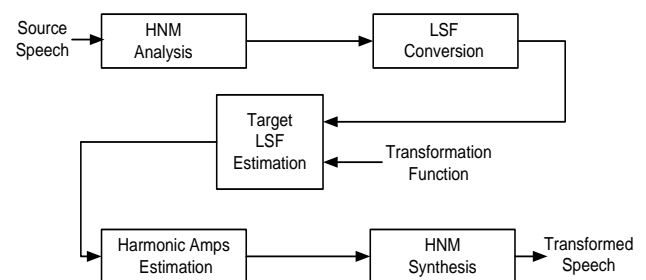 Source
Speech
HNM
Analysis
LSF
Conversion
Target
LSF
Estimation
Transformation
Function
Harmonic Amps
Estimation
HNM
Synthesis
Transformed
Speech